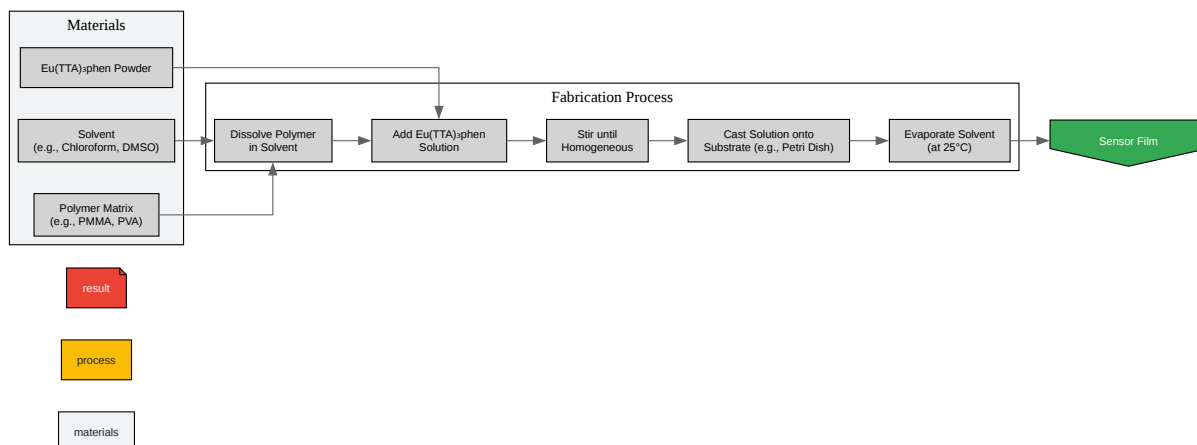 Materials
Eu(TTA)₃phen Powder
Fabrication Process
Solvent
(e.g., Chloroform, DMSO)
Dissolve Polymer
in Solvent
Add Eu(TTA)₃phen
Solution
Stir until
Homogeneous
Cast Solution onto
Substrate (e.g., Petri Dish)
Evaporate Solvent
(at 25°C)
Sensor Film
Polymer Matrix
(e.g., PMMA, PVA)
result
process
materials